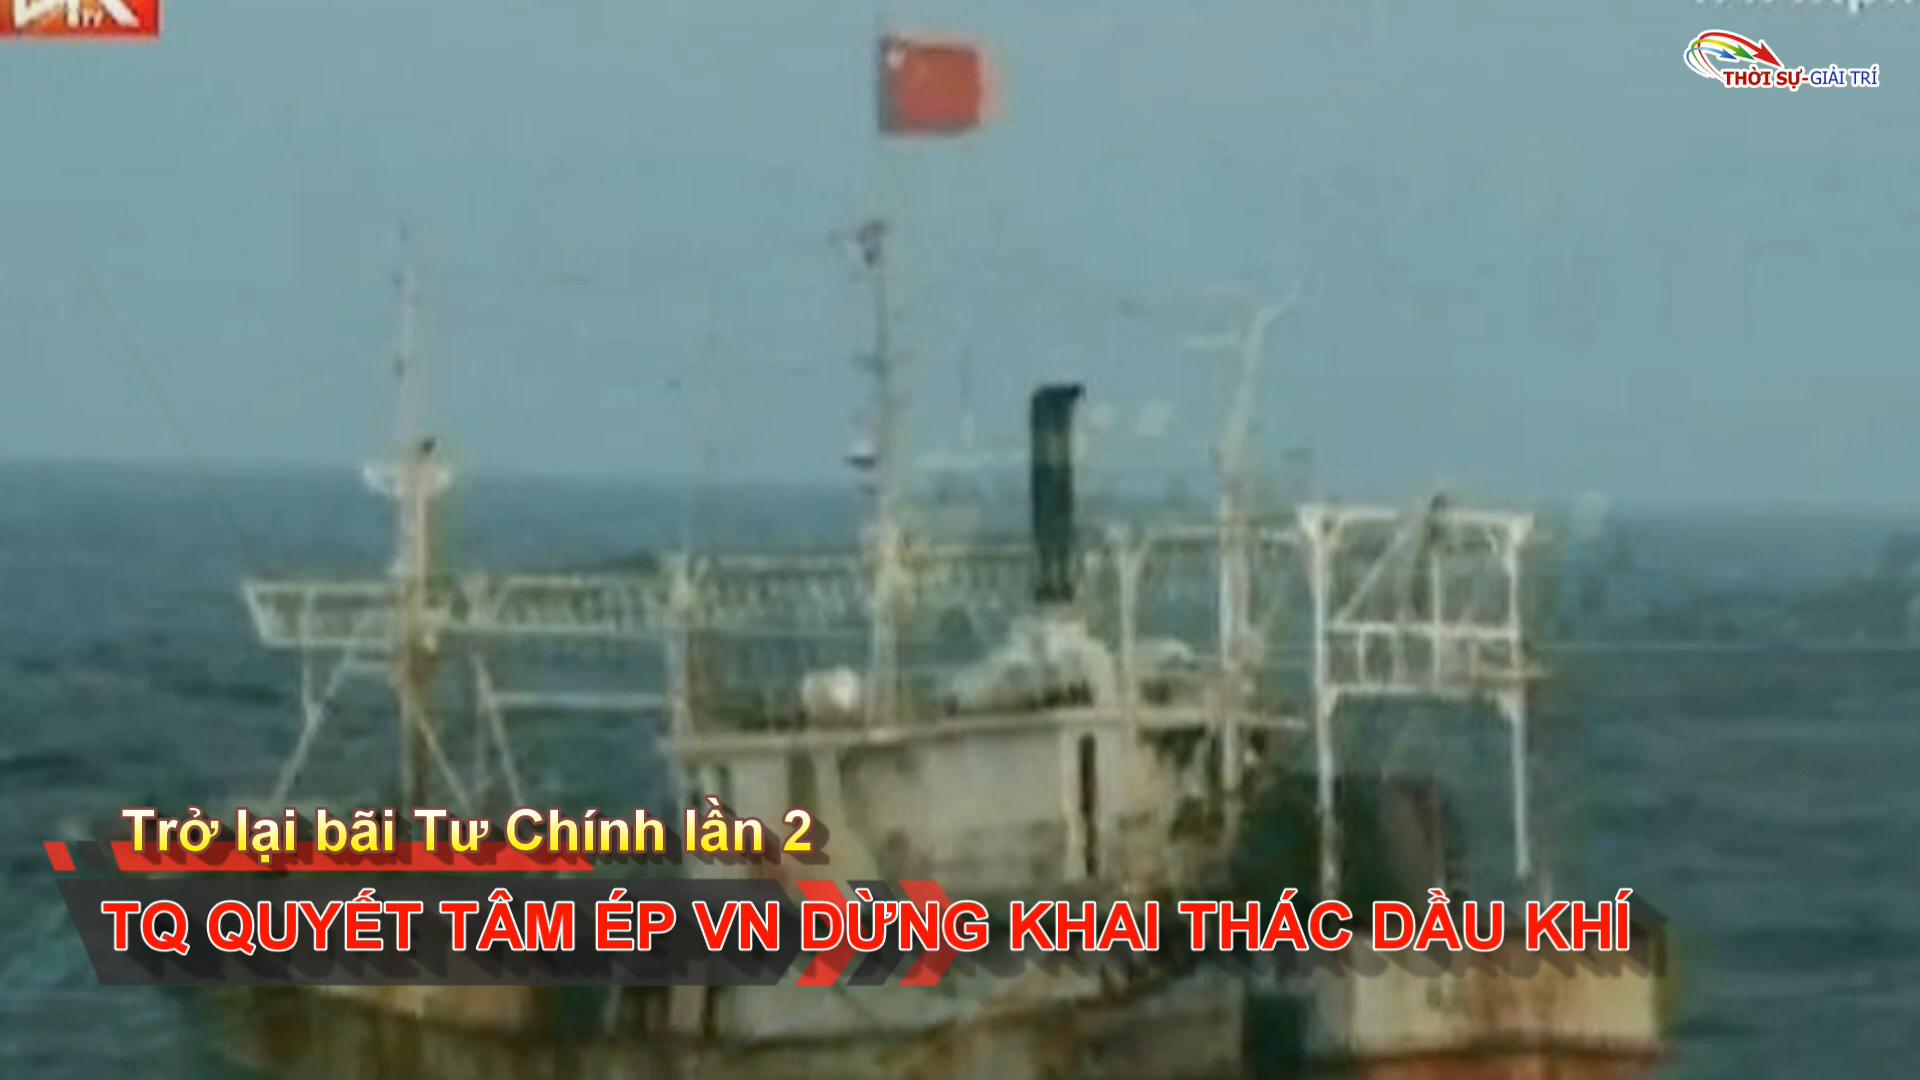 THỜI SỰ-GIẢI TRÍ
Trở lại bãi Tư Chính lần 2
TQ QUYẾT TÂM ÉP VN DỪNG KHAI THÁC DẦU KHÍ